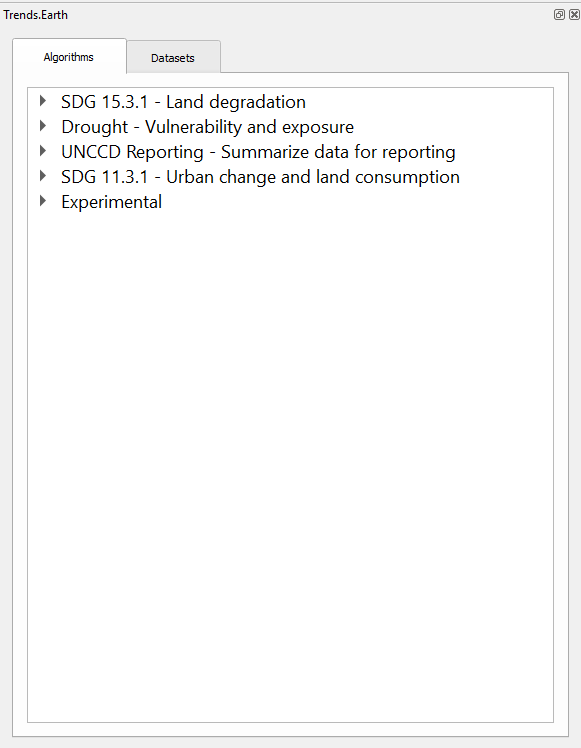 Trends.Earth
Algorithms
Datasets
SDG 15.3.1 - Land degradation
Drought - Vulnerability and exposure
UNCCD Reporting - Summarize data for reporting
SDG 11.3.1 - Urban change and land consumption
Experimental